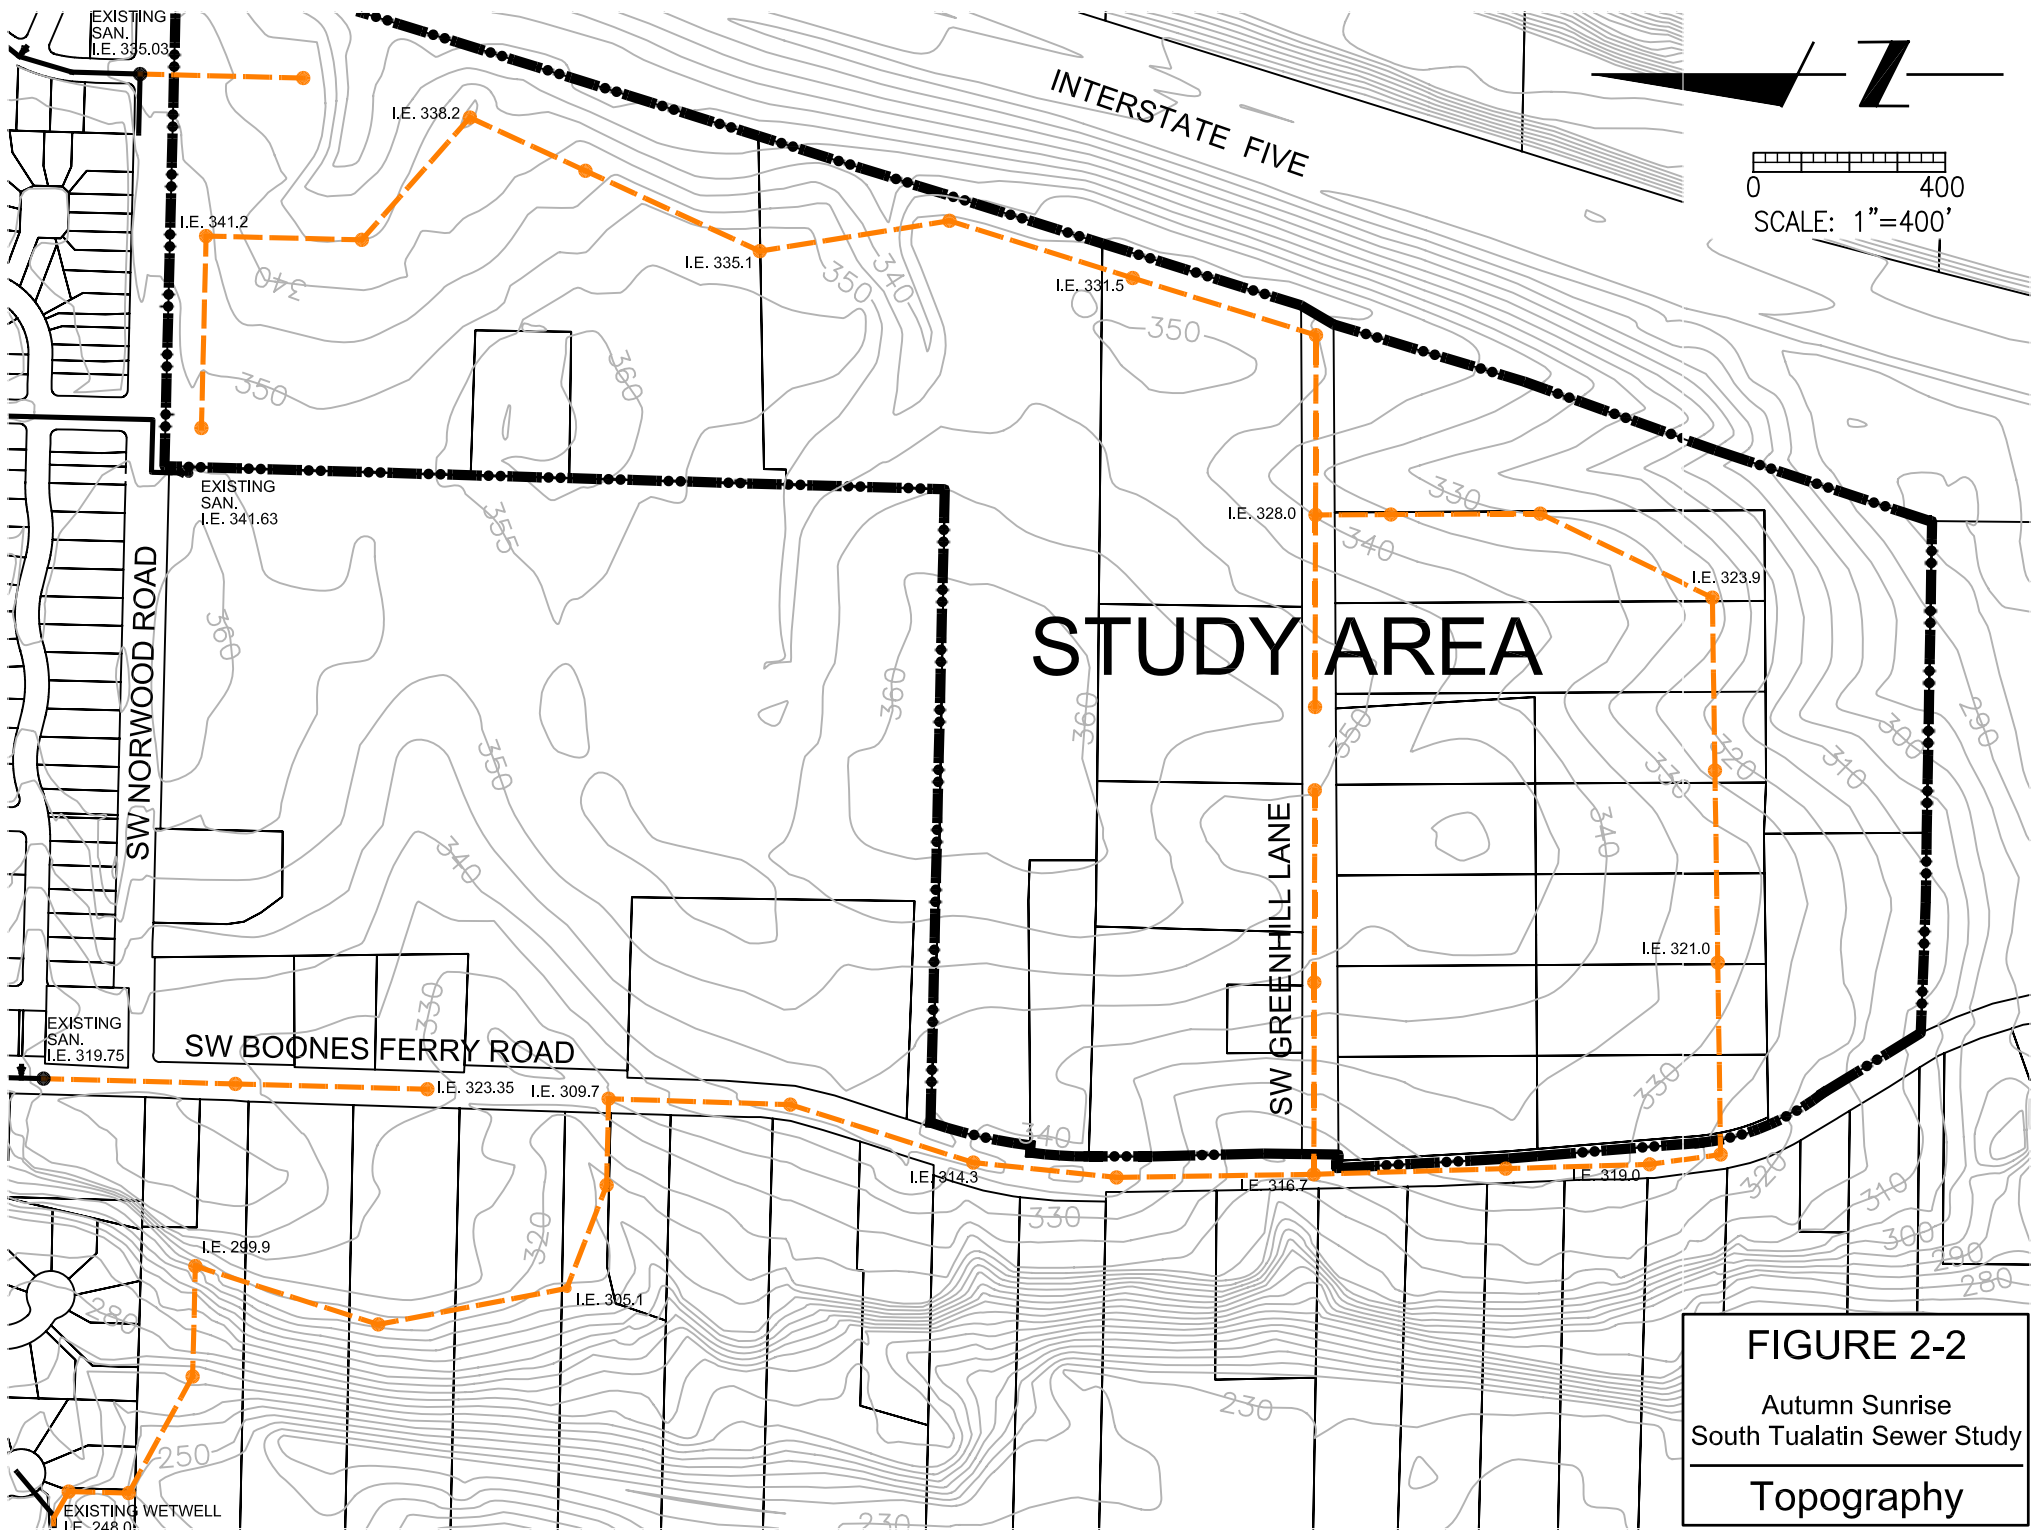 EXISTING
SAN.
I.E. 335.03
I.E. 338.2
INTERSTATE FIVE
0 400
SCALE: 1"=400'
I.E. 341.2
I.E. 335.1
I.E. 331.5
340
350
340
350
350
360
EXISTING
SAN.
I.E. 341.63
355
I.E. 328.0
330
340
I.E. 323.9
SW NORWOOD ROAD
360
STUDY AREA
360
360
350
350
330
320
310
300
290
340
SW GREENHILL LANE
340
I.E. 321.0
330
EXISTING
SAN.
I.E. 319.75
SW BOONES FERRY ROAD
I.E. 323.35
I.E. 309.7
330
340
I.E. 314.3
I.E. 316.7
I.E. 319.0
320
310
300
290
280
330
320
I.E. 299.9
I.E. 305.1
280
250
230
230
EXISTING WETWELL
I.E. 248.0
FIGURE 2-2
Autumn Sunrise
South Tualatin Sewer Study
Topography